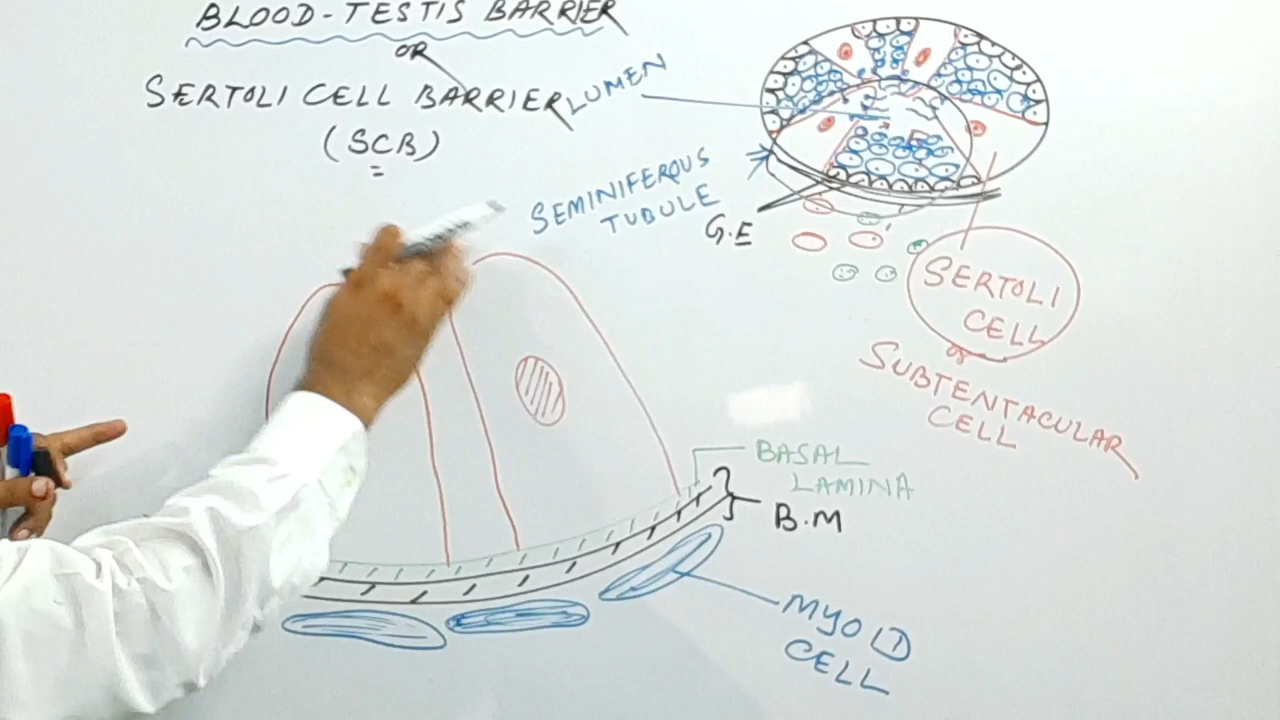 BLOOD-TESTIS BARRIER
OR
SERTOLI CELL BARRIER
(SCB)
LUMEN
SEMINIFEROUS
TUBULE
G.E
SERTOLI
CELL
or
SUBTENTACULAR
CELL
BASAL
LAMINA
B.M
MYOID
CELL